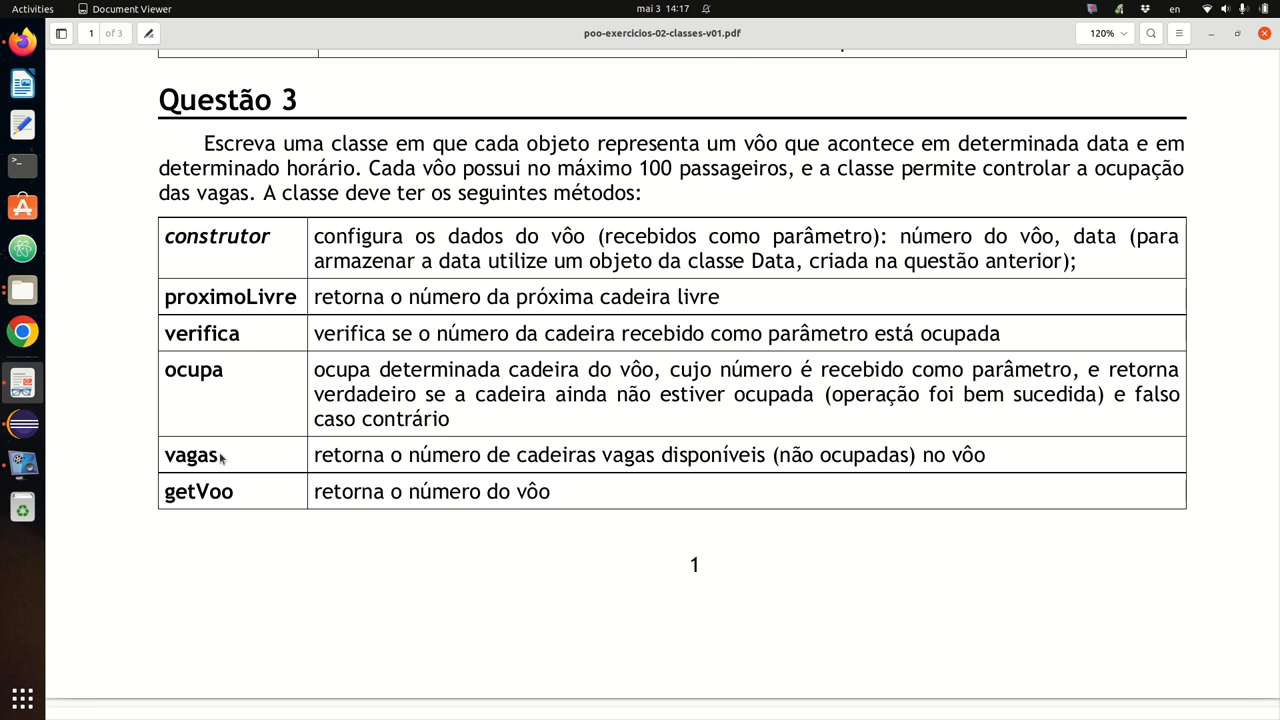 Activities
Document Viewer
mai 3 14:17
en
1
of 3
poo-exercicios-02-classes-v01.pdf
120%
Questão 3
Escreva uma classe em que cada objeto representa um vôo que acontece em determinada data e em
determinado horário. Cada vôo possui no máximo 100 passageiros, e a classe permite controlar a ocupação
das vagas. A classe deve ter os seguintes métodos:
construtor
configura os dados do vôo (recebidos como parâmetro): número do vôo, data (para
armazenar a data utilize um objeto da classe Data, criada na questão anterior);
proximoLivre
retorna o número da próxima cadeira livre
verifica
verifica se o número da cadeira recebido como parâmetro está ocupada
ocupa
ocupa determinada cadeira do vôo, cujo número é recebido como parâmetro, e retorna
verdadeiro se a cadeira ainda não estiver ocupada (operação foi bem sucedida) e falso
caso contrário
vagas
retorna o número de cadeiras vagas disponíveis (não ocupadas) no vôo
getVoo
retorna o número do vôo
1